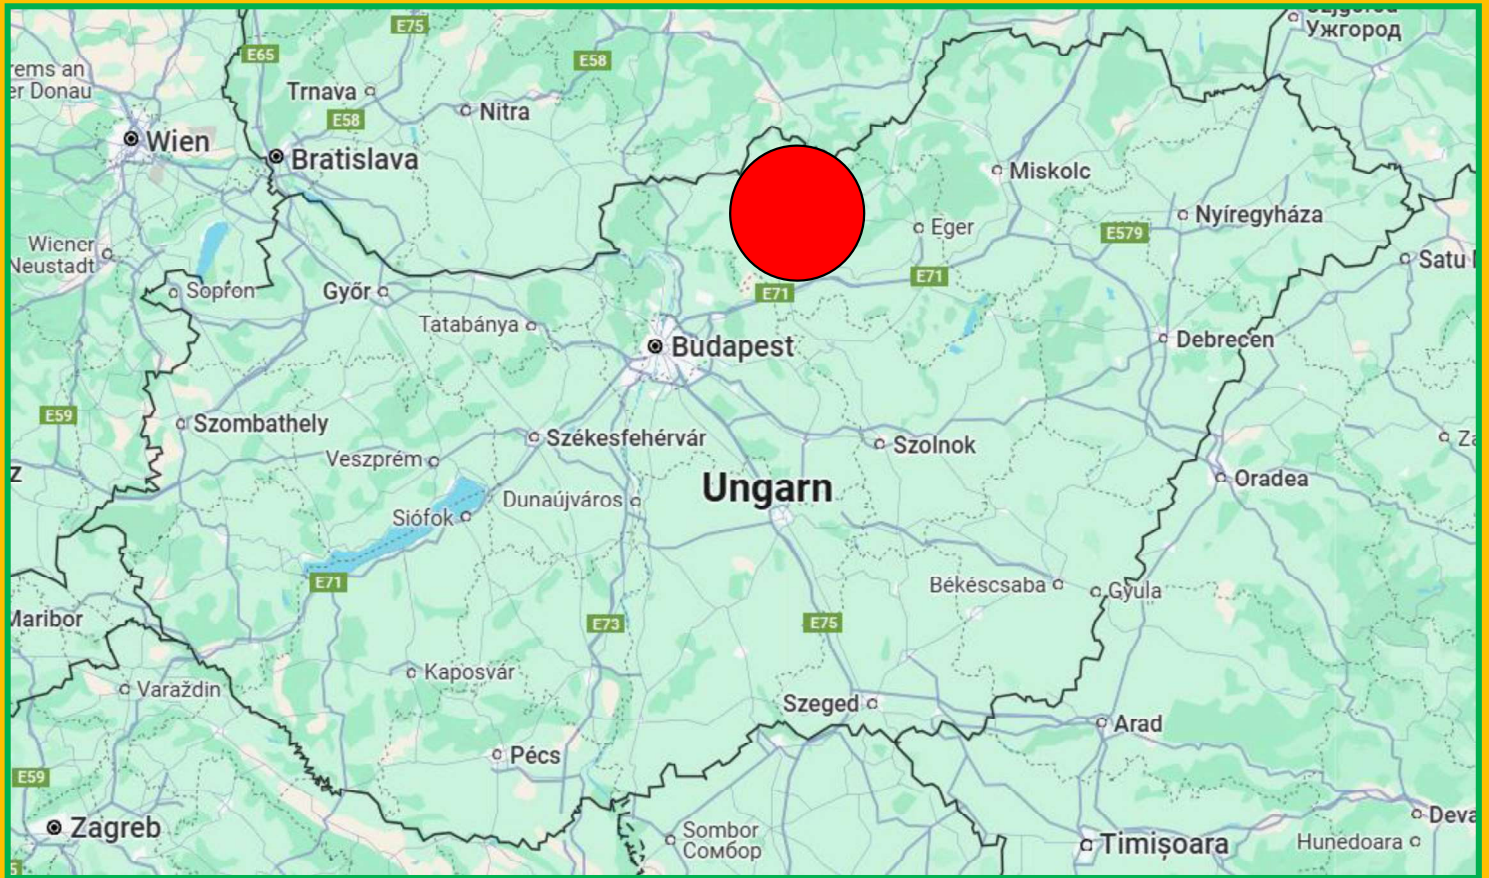 E75
Ужгород
E65
E58
rems an
er Donau
Trnava
Nitra
E58
Wien
Bratislava
Miskolc
Nyíregyháza
Eger
E579
Wiener
Neustadt
Satu
E71
Sopron
Győr
E71
Tatabánya
Debrecen
Budapest
E59
Szombathely
Székesfehérvár
Szolnok
Veszprém
Z
Oradea
Ungarn
Dunaújváros
Siófok
E71
Békéscsaba
Gyula
Maribor
E73
E75
Kaposvár
Varaždin
Szeged
Arad
Pécs
E59
Deva
Zagreb
Sombor
Сомбор
Timișoara
Hunedoara